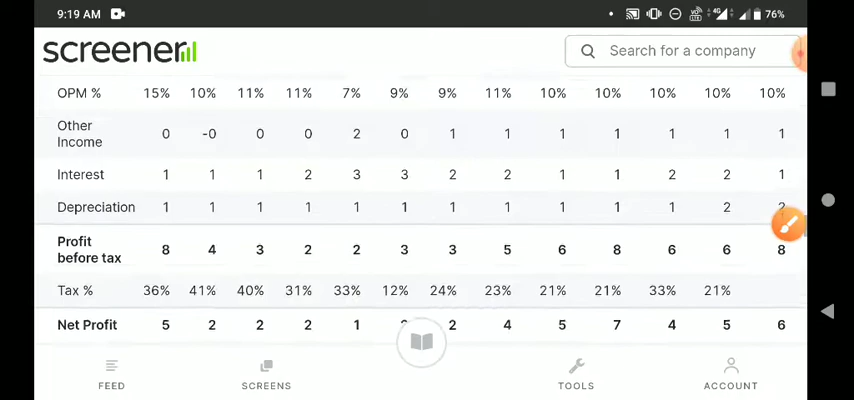 9:19 AM 4G 76%
screener Search for a company
OPM % 15% 10% 11% 11% 7% 9% 9% 11% 10% 10% 10% 10% 10%
Other
Income 0 -0 0 0 2 0 1 1 1 1 1 1 1
Interest 1 1 1 2 3 3 2 2 1 1 2 2 1
Depreciation 1 1 1 1 1 1 1 1 1 1 1 2 2
Profit
before tax 8 4 3 2 2 3 3 5 6 8 6 6 8
Tax % 36% 41% 40% 31% 33% 12% 24% 23% 21% 21% 33% 21%
Net Profit 5 2 2 2 1 2 4 5 7 4 5 6
FEED SCREENS TOOLS ACCOUNT